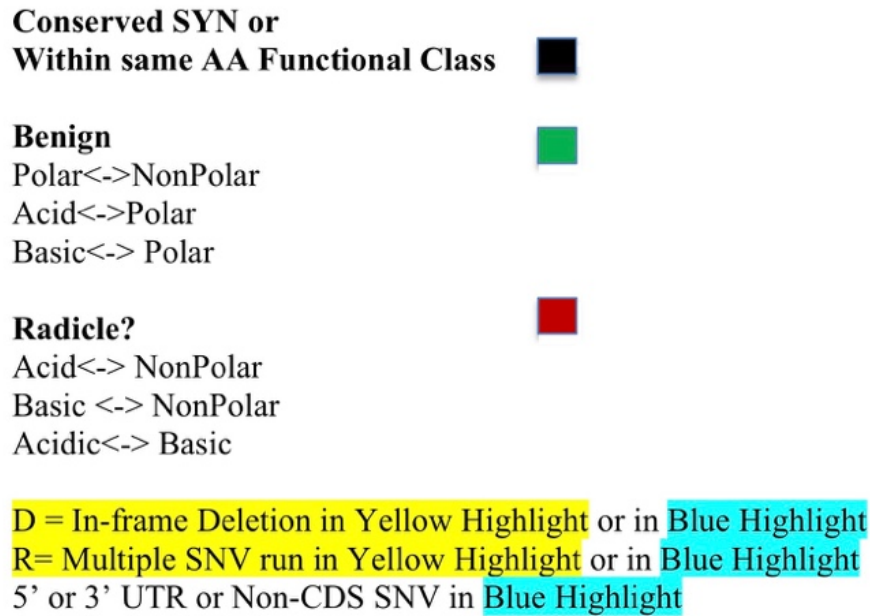 Conserved SYN or
Within same AA Functional Class
Benign
Polar<->NonPolar
Acid<->Polar
Basic<-> Polar
Radicle?
Acid<-> NonPolar
Basic <-> NonPolar
Acidic<-> Basic
D = In-frame Deletion in Yellow Highlight or in Blue Highlight
R= Multiple SNV run in Yellow Highlight or in Blue Highlight
5’ or 3’ UTR or Non-CDS SNV in Blue Highlight